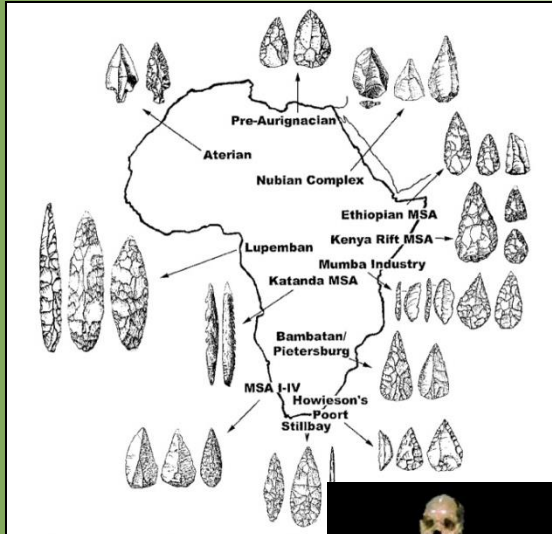 Pre-Aurignacian
Aterian
Nubian Complex
Ethiopian MSA
Kenya Rift MSA
Lupemban
Mumba Industry
Katanda MSA
Bambatan/
Pietersburg
MSA I-IV
Howieson's
Poort
Stillbay